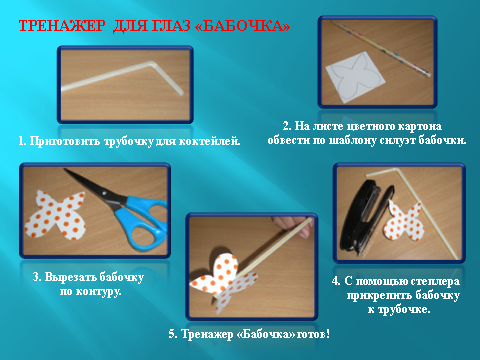 ТРЕНАЖЕР ДЛЯ ГЛАЗ «БАБОЧКА»
1. Приготовить трубочку для коктейлей.
2. На листе цветного картона
обвести по шаблону силуэт бабочки.
3. Вырезать бабочку
по контуру.
4. С помощью степлера
прикрепить бабочку
к трубочке.
5. Тренажер «Бабочка» готов!